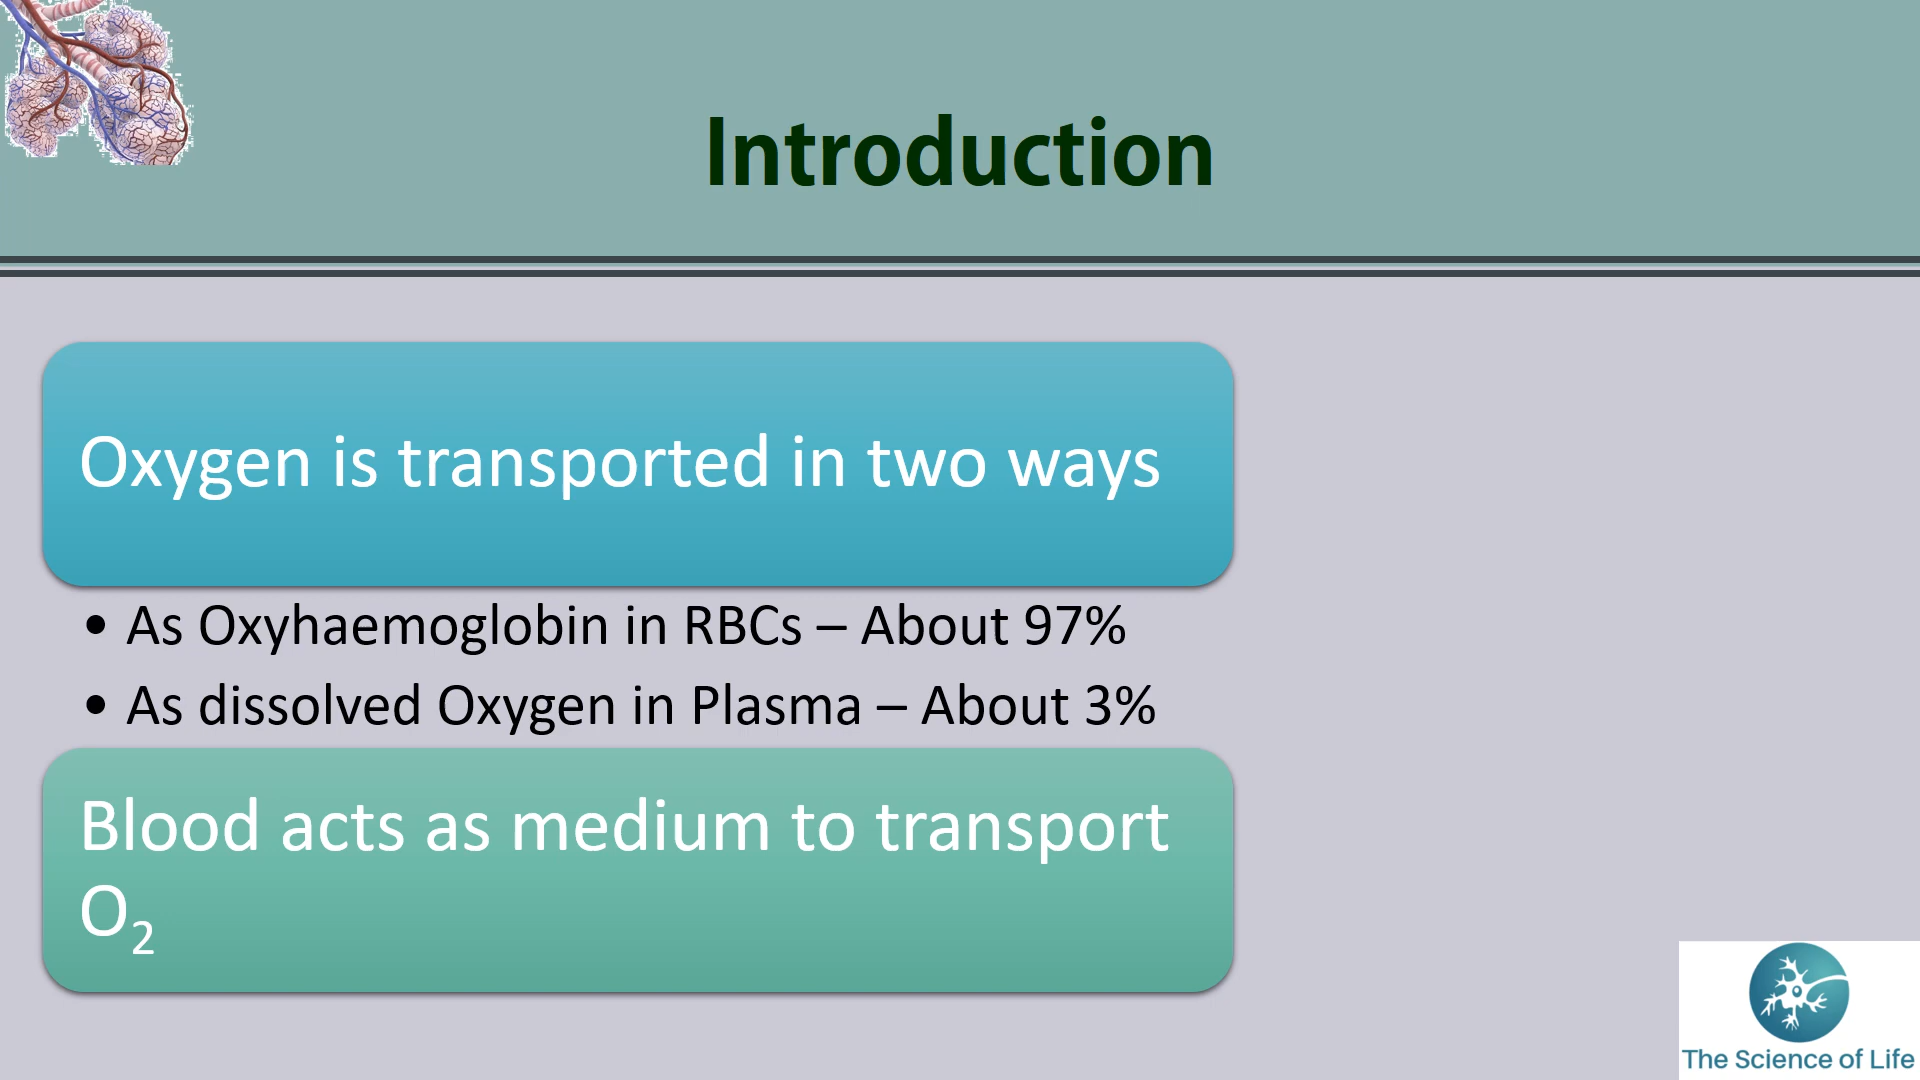 Introduction
Oxygen is transported in two ways
• As Oxyhaemoglobin in RBCs – About 97%
• As dissolved Oxygen in Plasma – About 3%
Blood acts as medium to transport
O₂
The Science of Life